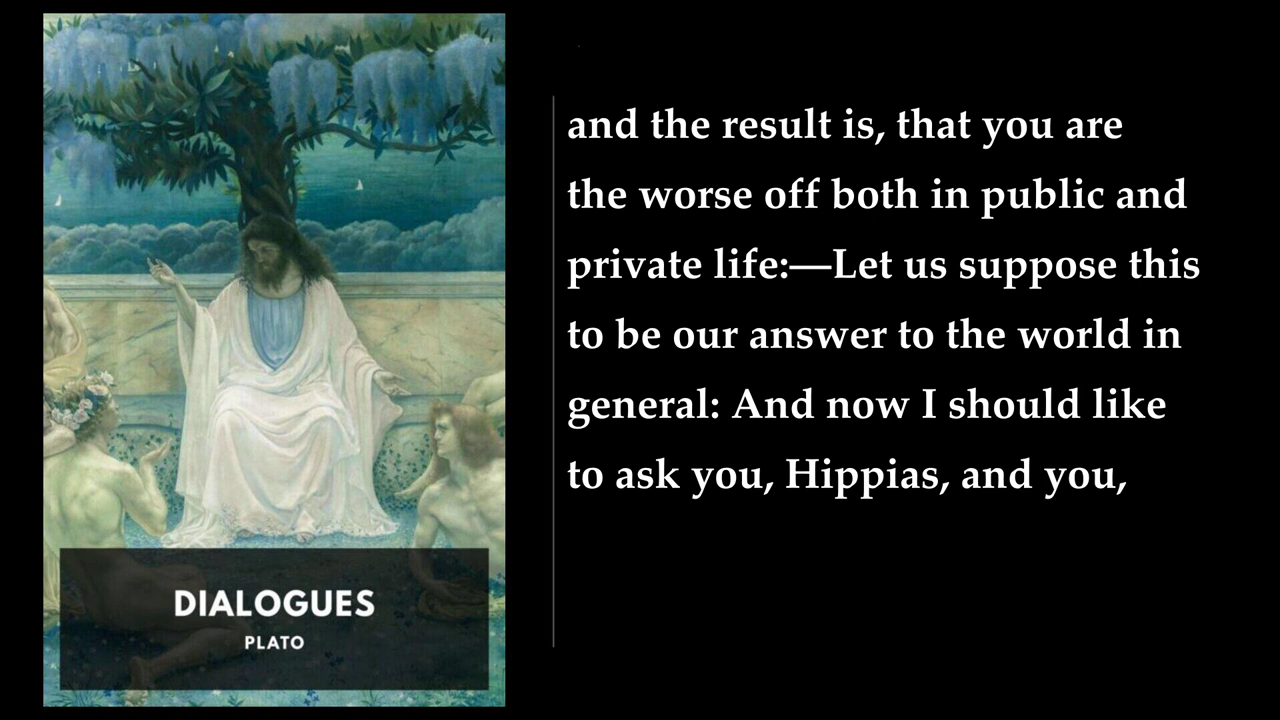 and the result is, that you are
the worse off both in public and
private life:—Let us suppose this
to be our answer to the world in
general: And now I should like
to ask you, Hippias, and you,
DIALOGUES
PLATO